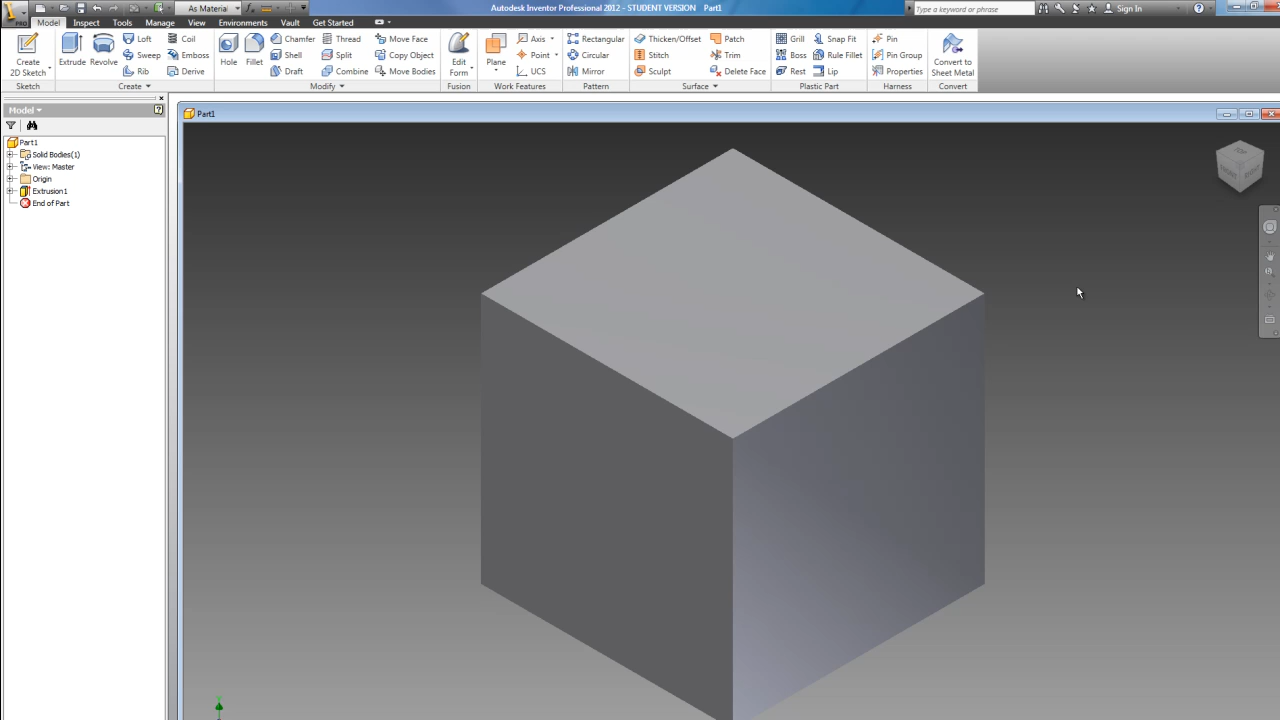 As Material
Autodesk Inventor Professional 2012 - STUDENT VERSION Part1
Type a keyword or phrase
Sign In
PRO
Model Inspect Tools Manage View Environments Vault Get Started
Create 2D Sketch
Extrude
Revolve
Loft
Sweep
Rib
Coil
Emboss
Derive
Hole
Fillet
Chamfer
Shell
Draft
Thread
Split
Combine
Move Face
Copy Object
Move Bodies
Edit Form
Plane
Axis
Point
UCS
Rectangular
Circular
Mirror
Thicken/Offset
Stitch
Sculpt
Patch
Trim
Delete Face
Grill
Boss
Rest
Snap Fit
Rule Fillet
Lip
Pin
Pin Group
Properties
Convert to Sheet Metal
Sketch
Create
Modify
Fusion
Work Features
Pattern
Surface
Plastic Part
Harness
Convert
Model
Part1
Solid Bodies(1)
View: Master
Origin
Extrusion1
End of Part
Part1
TOP